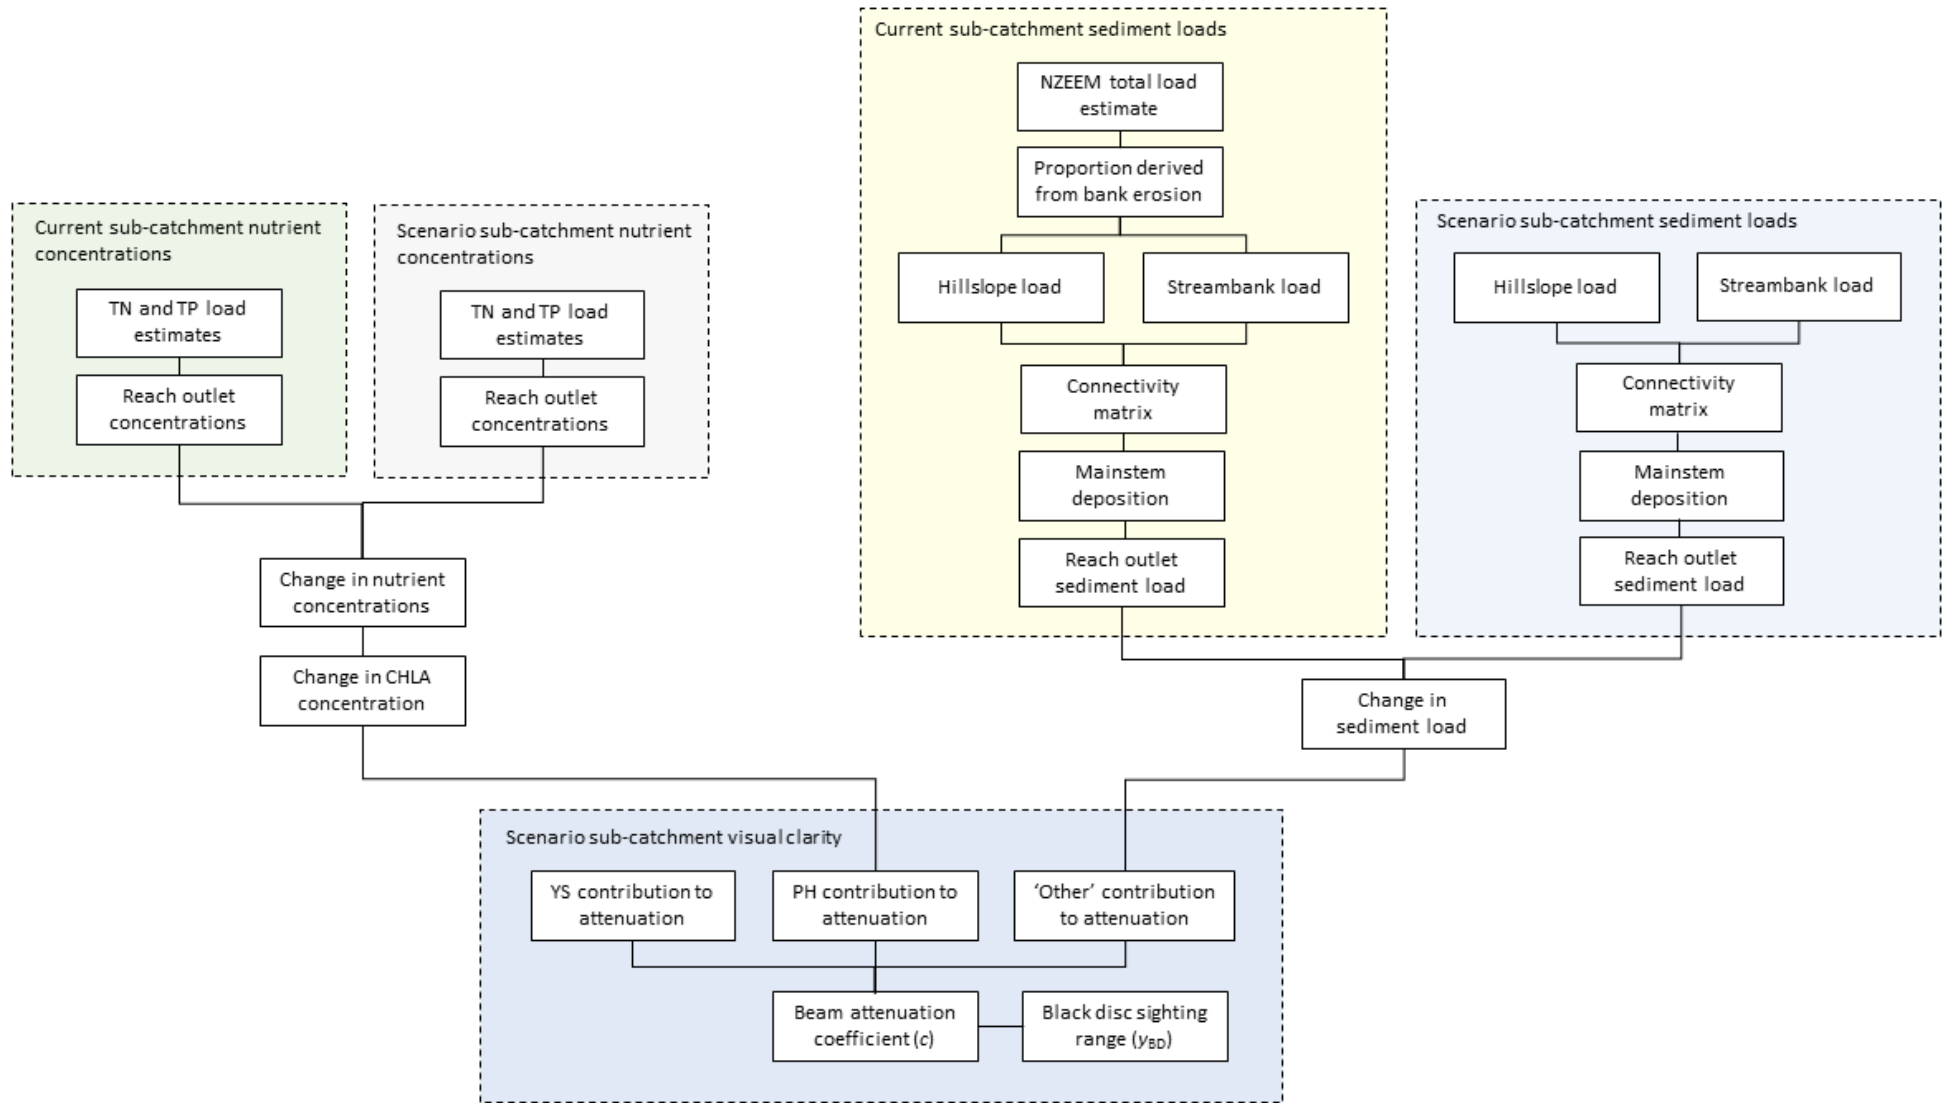 Current sub-catchment nutrient
concentrations
TN and TP load
estimates
Reach outlet
concentrations
Scenario sub-catchment nutrient
concentrations
TN and TP load
estimates
Reach outlet
concentrations
Change in nutrient
concentrations
Change in CHLA
concentration
Current sub-catchment sediment loads
NZEEM total load
estimate
Proportion derived
from bank erosion
Hillslope load
Streambank load
Connectivity
matrix
Mainstem
deposition
Reach outlet
sediment load
Scenario sub-catchment sediment loads
Hillslope load
Streambank load
Connectivity
matrix
Mainstem
deposition
Reach outlet
sediment load
Change in
sediment load
Scenario sub-catchment visual clarity
YS contribution to
attenuation
PH contribution to
attenuation
‘Other’ contribution
to attenuation
Beam attenuation
coefficient (c)
Black disc sighting
range (yBD)